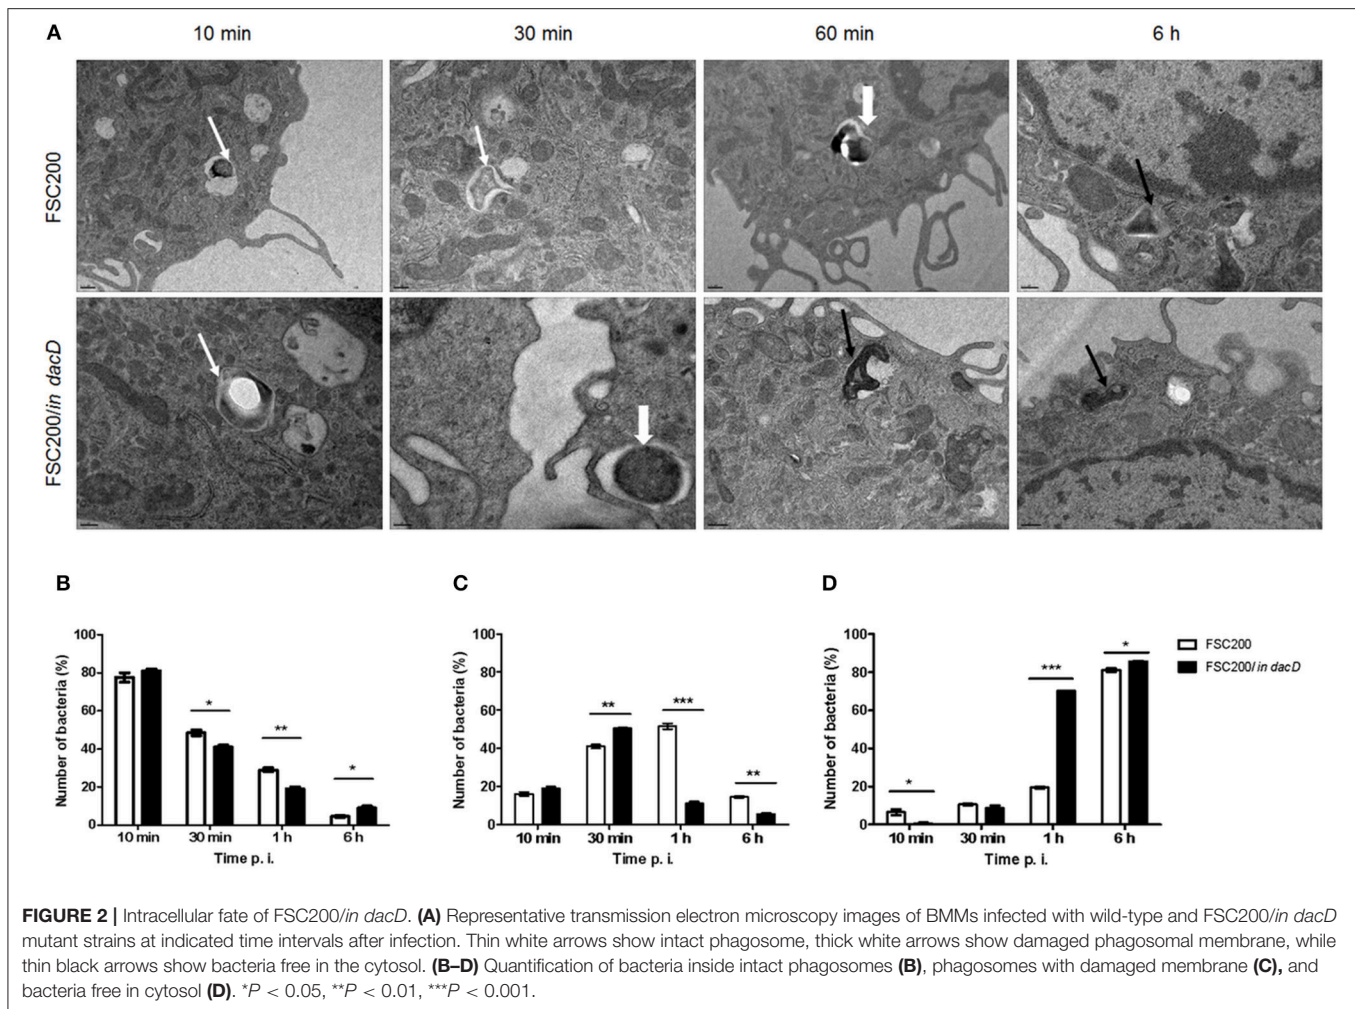 A
10 min
30 min
60 min
6 h
FSC200
FSC200/in dacD
B
Number of bacteria (%)
100
80
60
40
20
0
*
**
*
10 min
30 min
1 h
6 h
Time p. i.
C
Number of bacteria (%)
100
80
60
40
20
0
**
***
**
10 min
30 min
1 h
6 h
Time p. i.
D
Number of bacteria (%)
100
80
60
40
20
0
*
***
*
10 min
30 min
1 h
6 h
Time p. i.
FSC200
FSC200/in dacD
FIGURE 2 | Intracellular fate of FSC200/in dacD. (A) Representative transmission electron microscopy images of BMMs infected with wild-type and FSC200/in dacD
mutant strains at indicated time intervals after infection. Thin white arrows show intact phagosome, thick white arrows show damaged phagosomal membrane, while
thin black arrows show bacteria free in the cytosol. (B–D) Quantification of bacteria inside intact phagosomes (B), phagosomes with damaged membrane (C), and
bacteria free in cytosol (D). *P < 0.05, **P < 0.01, ***P < 0.001.